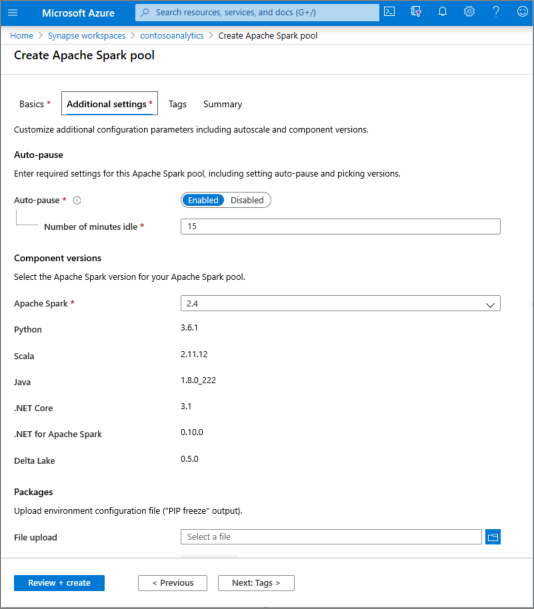 Microsoft Azure
Search resources, services, and docs (G+/)
Home > Synapse workspaces > contosoanalytics > Create Apache Spark pool
Create Apache Spark pool
Basics * Additional settings * Tags Summary
Customize additional configuration parameters including autoscale and component versions.
Auto-pause
Enter required settings for this Apache Spark pool, including setting auto-pause and picking versions.
Auto-pause * Enabled Disabled
Number of minutes idle * 15
Component versions
Select the Apache Spark version for your Apache Spark pool.
Apache Spark * 2.4
Python 3.6.1
Scala 2.11.12
Java 1.8.0_222
.NET Core 3.1
.NET for Apache Spark 0.10.0
Delta Lake 0.5.0
Packages
Upload environment configuration file ("PIP freeze" output).
File upload Select a file
Review + create < Previous Next: Tags >